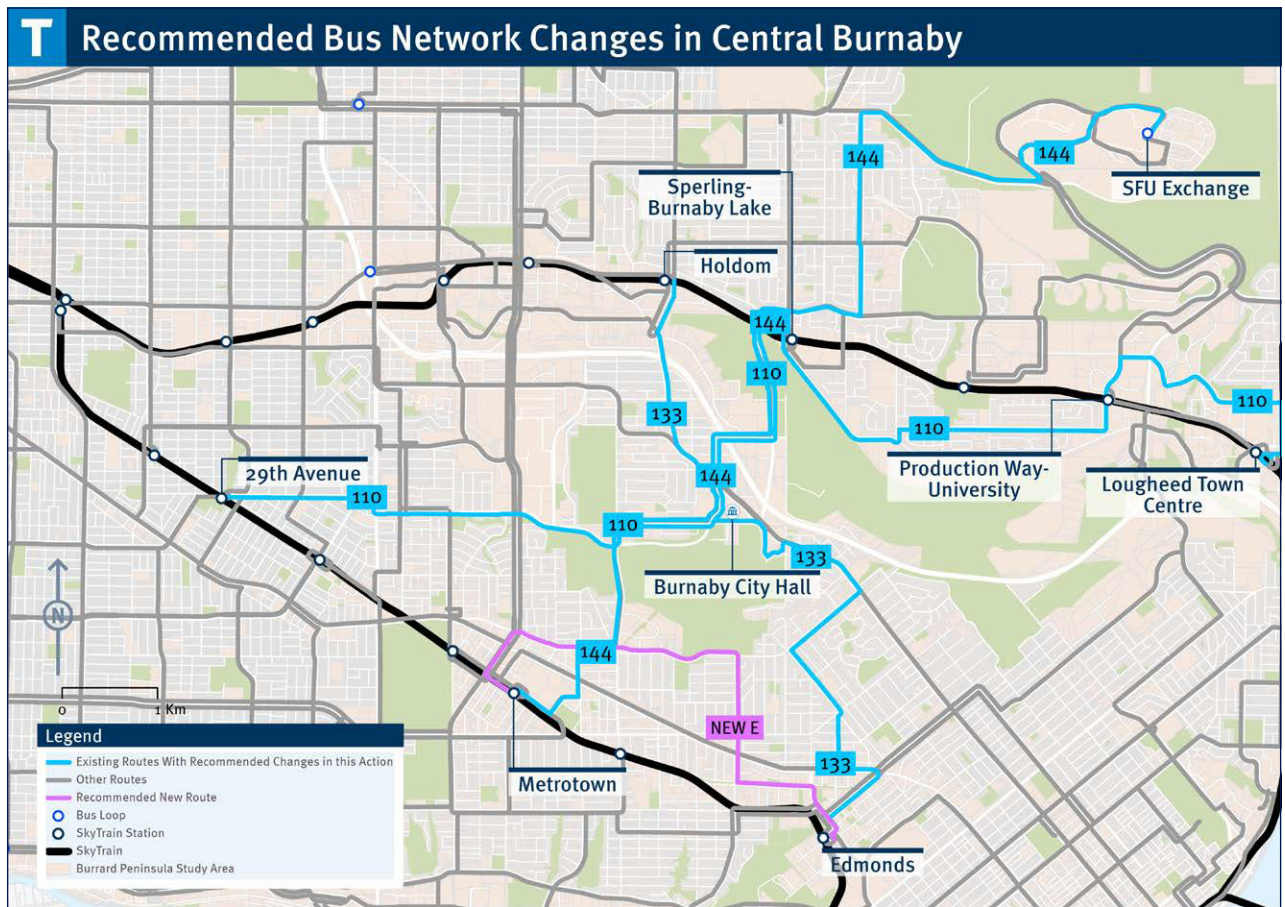 T Recommended Bus Network Changes in Central Burnaby
144
144
SFU Exchange
Sperling-
Burnaby Lake
Holdom
144
110
133
110
110
144
Production Way-
University
Lougheed Town
Centre
29th Avenue
110
110
133
Burnaby City Hall
N
144
NEW E
133
0 1 Km
Metrotown
Edmonds
Legend
Existing Routes With Recommended Changes in this Action
Other Routes
Recommended New Route
Bus Loop
SkyTrain Station
SkyTrain
Burrard Peninsula Study Area